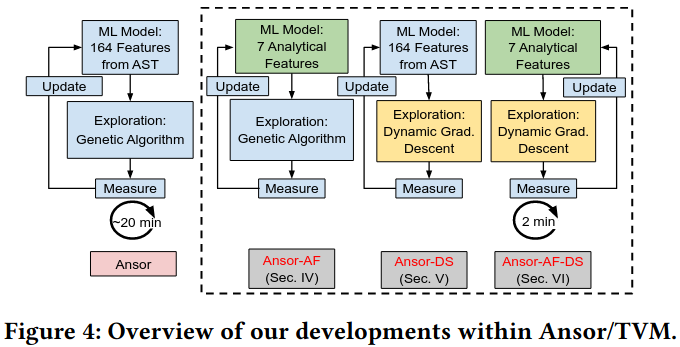 ML Model:
164 Features
from AST
Update
Exploration:
Genetic Algorithm
Measure
~20 min
Ansor
ML Model:
7 Analytical
Features
Update
Exploration:
Genetic Algorithm
Measure
Ansor-AF
(Sec. IV)
ML Model:
164 Features
from AST
Update
Exploration:
Dynamic Grad.
Descent
Measure
Ansor-DS
(Sec. V)
ML Model:
7 Analytical
Features
Update
Exploration:
Dynamic Grad.
Descent
Measure
2 min
Ansor-AF-DS
(Sec. VI)
Figure 4: Overview of our developments within Ansor/TVM.